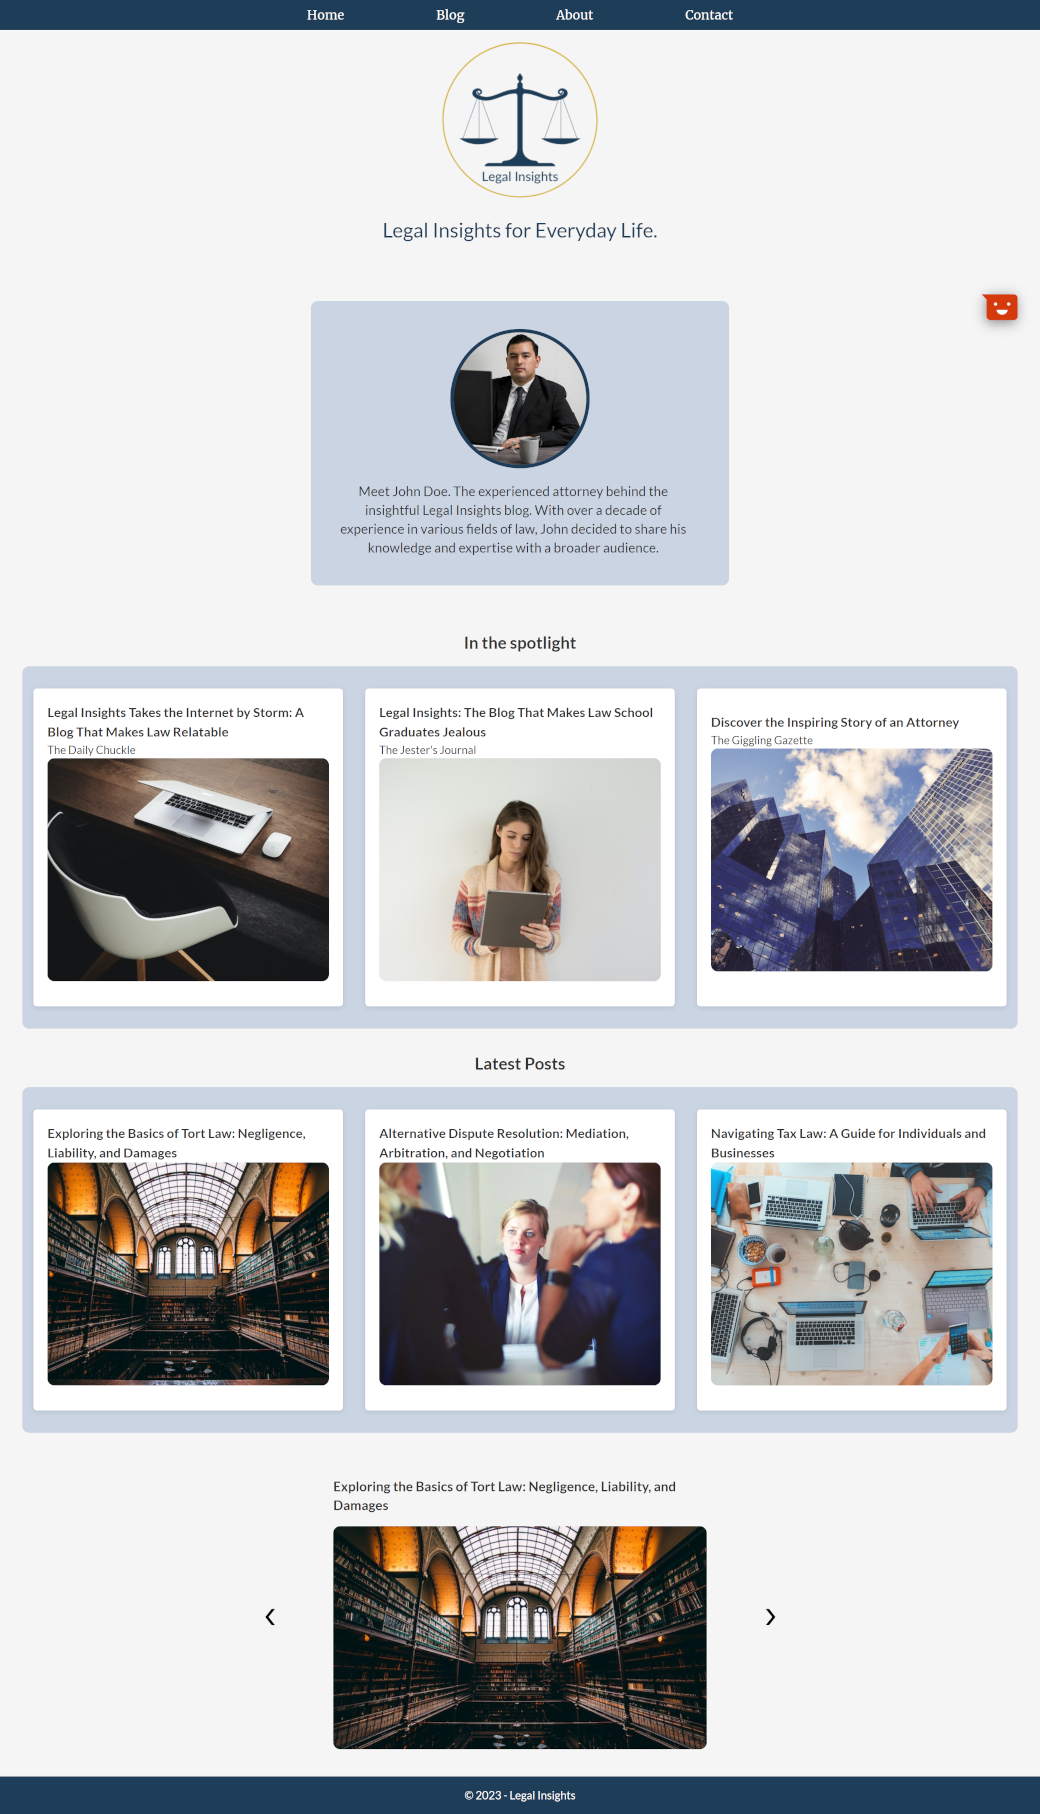 Home Blog About Contact
Legal Insights
Legal Insights for Everyday Life.
Meet John Doe. The experienced attorney behind the
insightful Legal Insights blog. With over a decade of
experience in various fields of law, John decided to share his
knowledge and expertise with a broader audience.
In the spotlight
Legal Insights Takes the Internet by Storm: A
Blog That Makes Law Relatable
The Daily Chuckle
Legal Insights: The Blog That Makes Law School
Graduates Jealous
The Jester's Journal
Discover the Inspiring Story of an Attorney
The Giggling Gazette
Latest Posts
Exploring the Basics of Tort Law: Negligence,
Liability, and Damages
Alternative Dispute Resolution: Mediation,
Arbitration, and Negotiation
Navigating Tax Law: A Guide for Individuals and
Businesses
Exploring the Basics of Tort Law: Negligence, Liability, and
Damages
© 2023 - Legal Insights